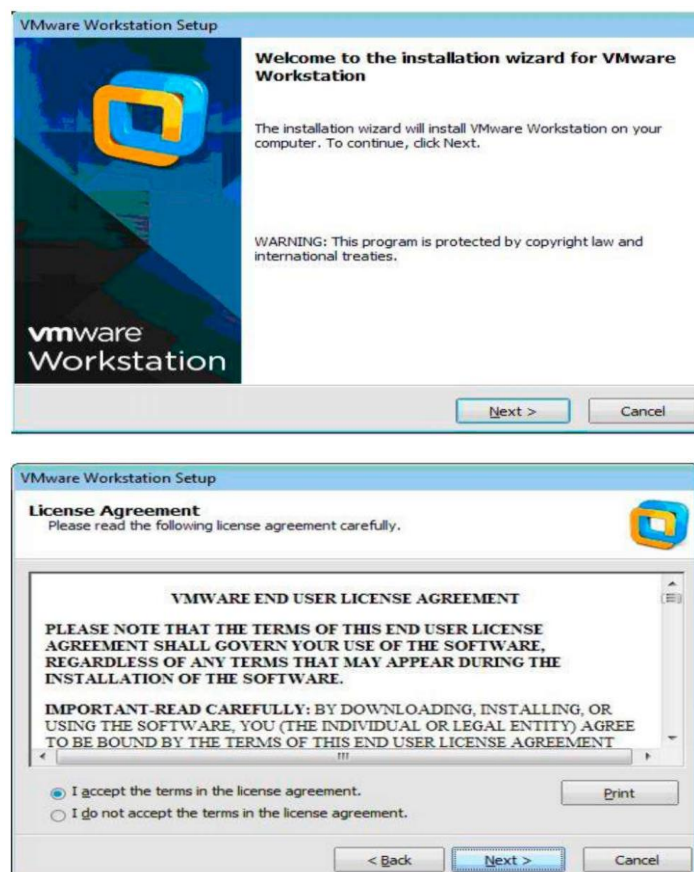 VMware Workstation Setup
Welcome to the installation wizard for VMware
Workstation
The installation wizard will install VMware Workstation on your
computer. To continue, click Next.
WARNING: This program is protected by copyright law and
international treaties.
vmware
Workstation
Next >
Cancel
VMware Workstation Setup
License Agreement
Please read the following license agreement carefully.
VMWARE END USER LICENSE AGREEMENT
PLEASE NOTE THAT THE TERMS OF THIS END USER LICENSE
AGREEMENT SHALL GOVERN YOUR USE OF THE SOFTWARE,
REGARDLESS OF ANY TERMS THAT MAY APPEAR DURING THE
INSTALLATION OF THE SOFTWARE.
IMPORTANT-READ CAREFULLY: BY DOWNLOADING, INSTALLING, OR
USING THE SOFTWARE, YOU (THE INDIVIDUAL OR LEGAL ENTITY) AGREE
TO BE BOUND BY THE TERMS OF THIS END USER LICENSE AGREEMENT
I accept the terms in the license agreement.
Print
I do not accept the terms in the license agreement.
< Back
Next >
Cancel